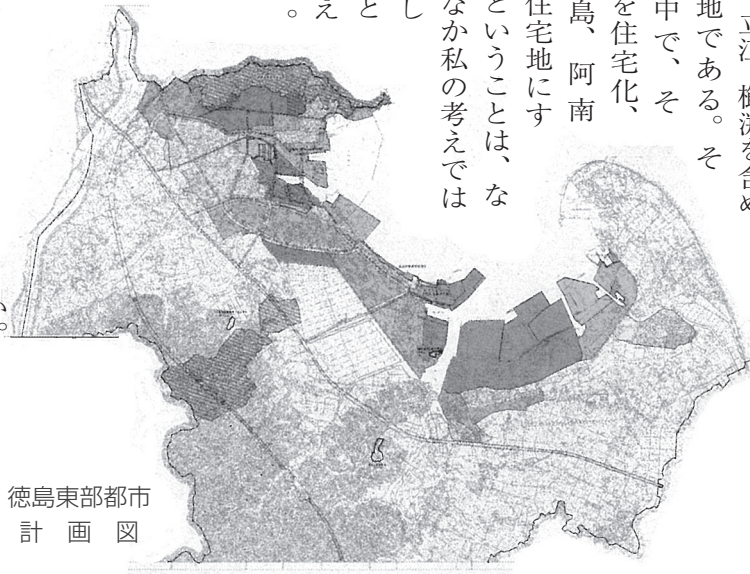 立江、櫛渕を含め
地である。そ
中で、そ
を住宅化、
島、阿南
住宅地にす
ということは、な
なか私の考えでは
し
と
え
。
い。
徳島東部都市
計画図